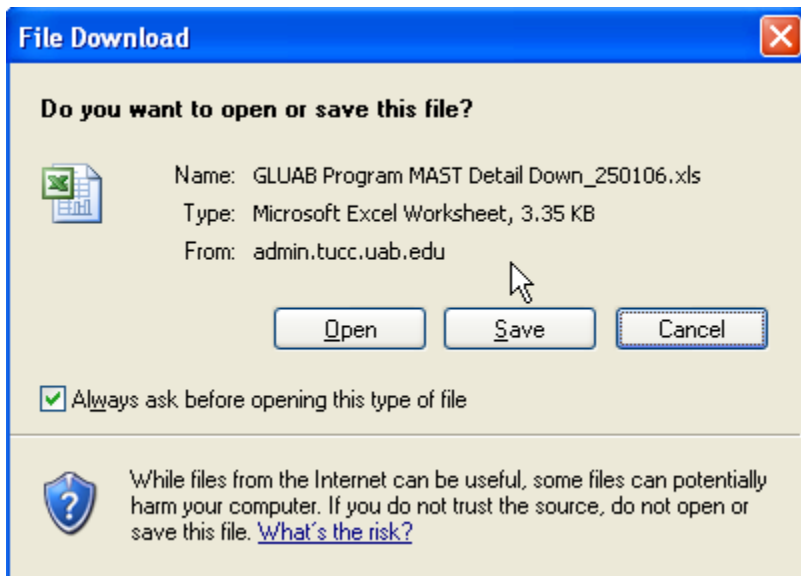 File Download
Do you want to open or save this file?
Name: GLUAB Program MAST Detail Down_250106.xls
Type: Microsoft Excel Worksheet, 3.35 KB
From: admin.tucc.uab.edu
Open Save Cancel
Always ask before opening this type of file
While files from the Internet can be useful, some files can potentially
harm your computer. If you do not trust the source, do not open or
save this file. What's the risk?